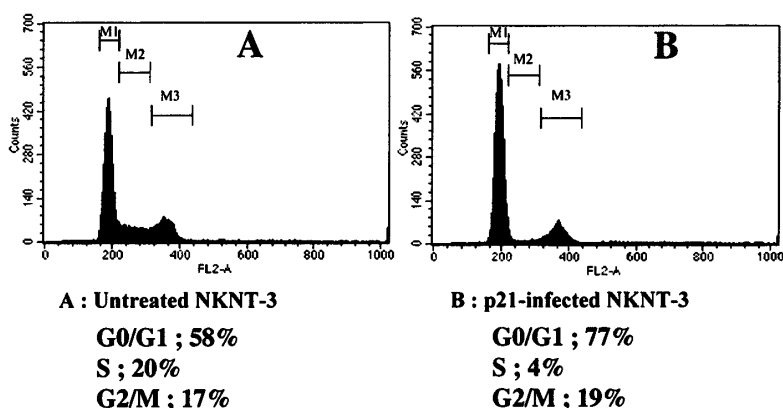 A
M1
M2
M3
Counts
700
560
420
280
140
0
0 200 400 600 800 1000
FL2-A
A : Untreated NKNT-3
G0/G1 ; 58%
S ; 20%
G2/M ; 17%
B
M1
M2
M3
Counts
700
560
420
280
140
0
0 200 400 600 800 1000
FL2-A
B : p21-infected NKNT-3
G0/G1 ; 77%
S ; 4%
G2/M ; 19%